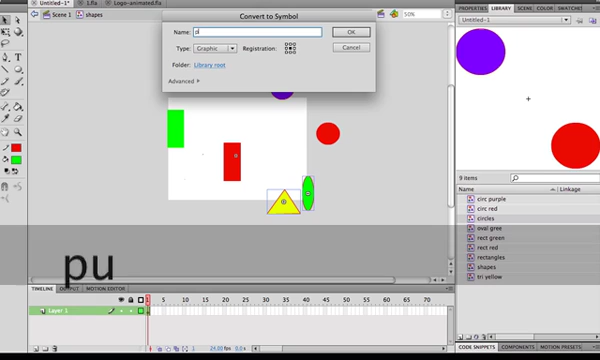 Untitled-1* 1.fla Logo-animated.fla
Scene 1 shapes
50%
Convert to Symbol
Name: p
OK
Type: Graphic Registration:
Cancel
Folder: Library root
Advanced
PROPERTIES LIBRARY SCENE COLOR SWATCHE
Untitled-1
9 items
Name Linkage
circ purple
circ red
circles
oval gree
rect green
rect red
rectangles
shapes
tri yellow
pu
TIMELINE OUTPUT MOTION EDITOR
1 5 10 15 20 25 30 35 40 45 50 55 60 65 70
Layer 1
1 24.00 fps 0.0 s
CODE SNIPPETS COMPONENTS MOTION PRESETS PROJECT